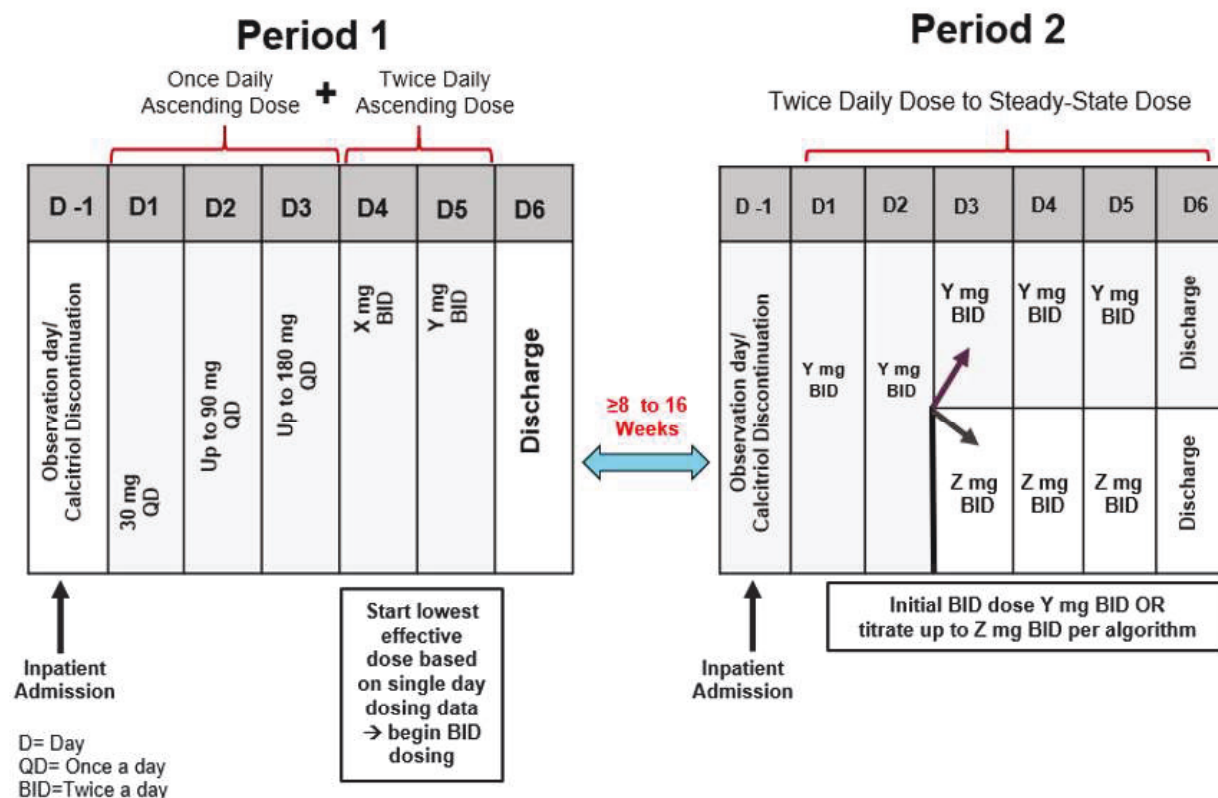 Period 1
Once Daily
Ascending Dose
+
Twice Daily
Ascending Dose
D -1
D1
D2
D3
D4
D5
D6
Observation day/
Calcitriol Discontinuation
30 mg
QD
Up to 90 mg
QD
Up to 180 mg
QD
X mg
BID
Y mg
BID
Discharge
Inpatient
Admission
Start lowest
effective
dose based
on single day
dosing data
→ begin BID
dosing
D= Day
QD= Once a day
BID=Twice a day
≥8 to 16
Weeks
Period 2
Twice Daily Dose to Steady-State Dose
D -1
D1
D2
D3
D4
D5
D6
Observation day/
Calcitriol Discontinuation
Y mg
BID
Y mg
BID
Y mg
BID
Y mg
BID
Y mg
BID
Discharge
Z mg
BID
Z mg
BID
Z mg
BID
Discharge
Inpatient
Admission
Initial BID dose Y mg BID OR
titrate up to Z mg BID per algorithm